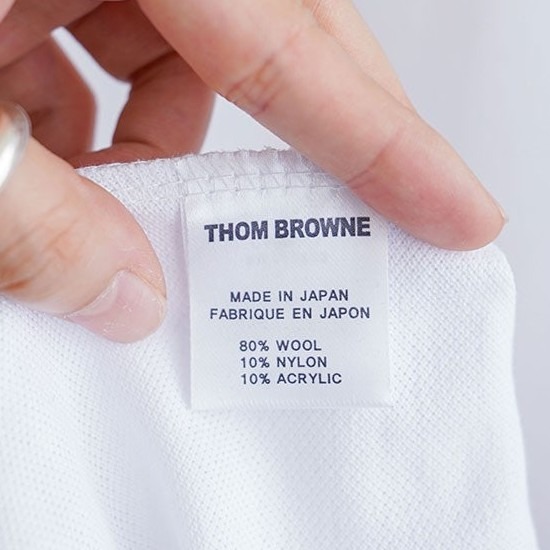 THOM BROWNE
MADE IN JAPAN
FABRIQUE EN JAPON
80% WOOL
10% NYLON
10% ACRYLIC